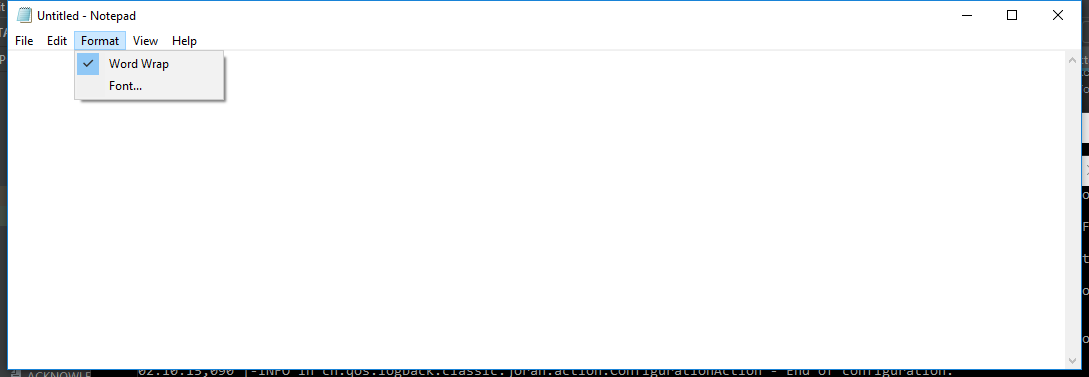 Untitled - Notepad
File Edit Format View Help
Word Wrap
Font...
ACKNOWLE
02:10:15,090 |-INFO in ch.qos.logback.classic.joran.action.ConfigurationAction - End of configuration.